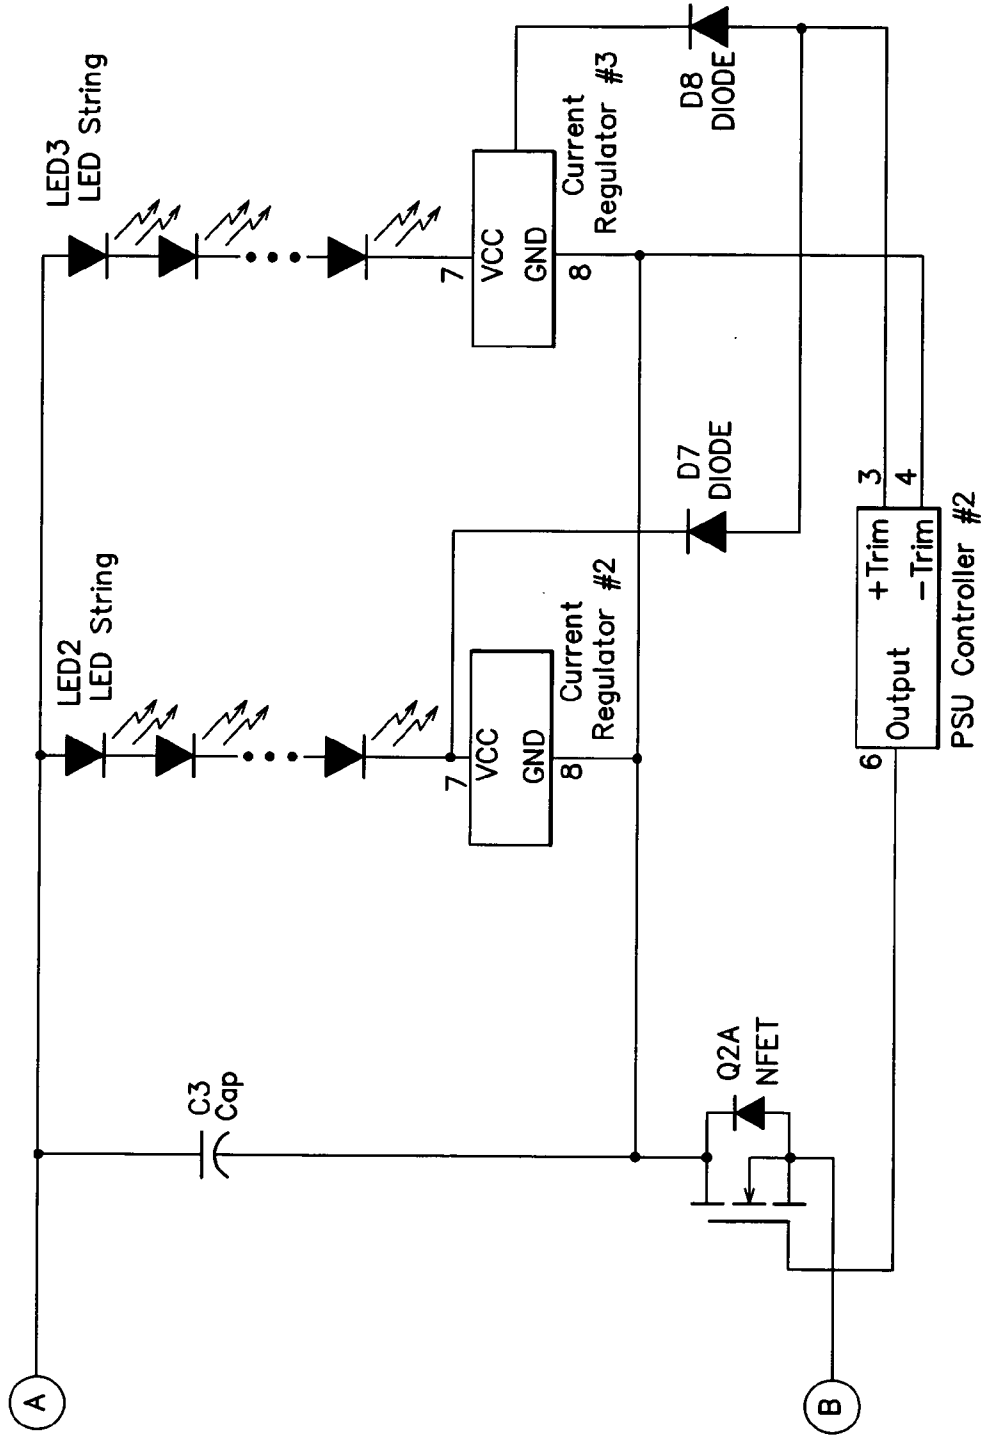 LED3
LED String
7
VCC
GND
8
Current
Regulator #3
D8
DIODE
LED2
LED String
7
VCC
GND
8
Current
Regulator #2
D7
DIODE
3
4
+Trim
−Trim
Output
6
PSU Controller #2
C3
Cap
Q2A
NFET
A
B